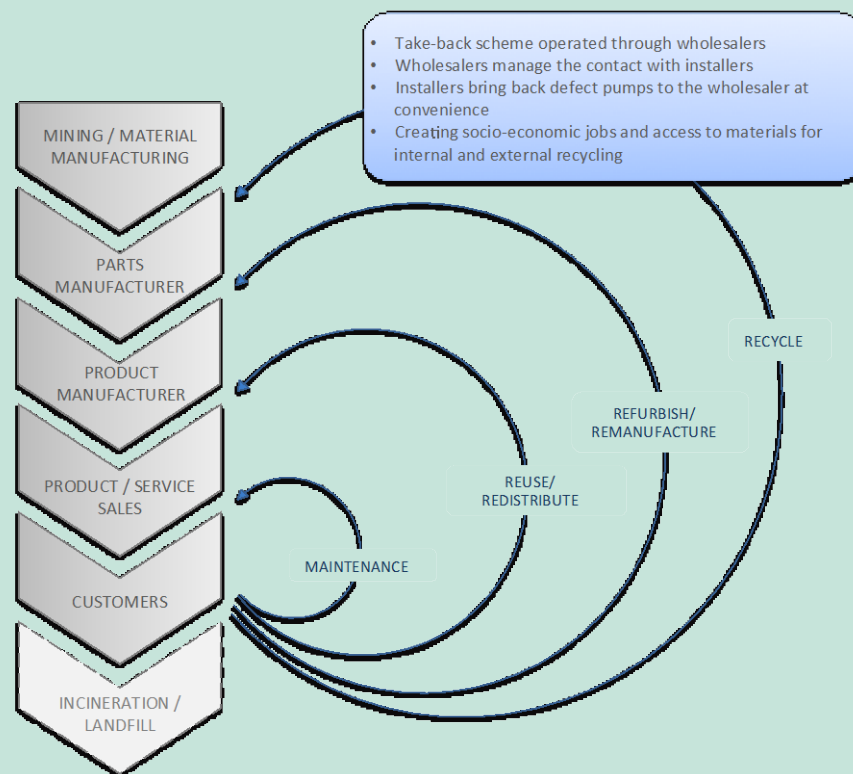 • Take-back scheme operated through wholesalers
• Wholesalers manage the contact with installers
• Installers bring back defect pumps to the wholesaler at
convenience
• Creating socio-economic jobs and access to materials for
internal and external recycling
MINING / MATERIAL
MANUFACTURING
PARTS
MANUFACTURER
PRODUCT
MANUFACTURER
PRODUCT / SERVICE
SALES
CUSTOMERS
INCINERATION /
LANDFILL
RECYCLE
REFURBISH/
REMANUFACTURE
REUSE/
REDISTRIBUTE
MAINTENANCE